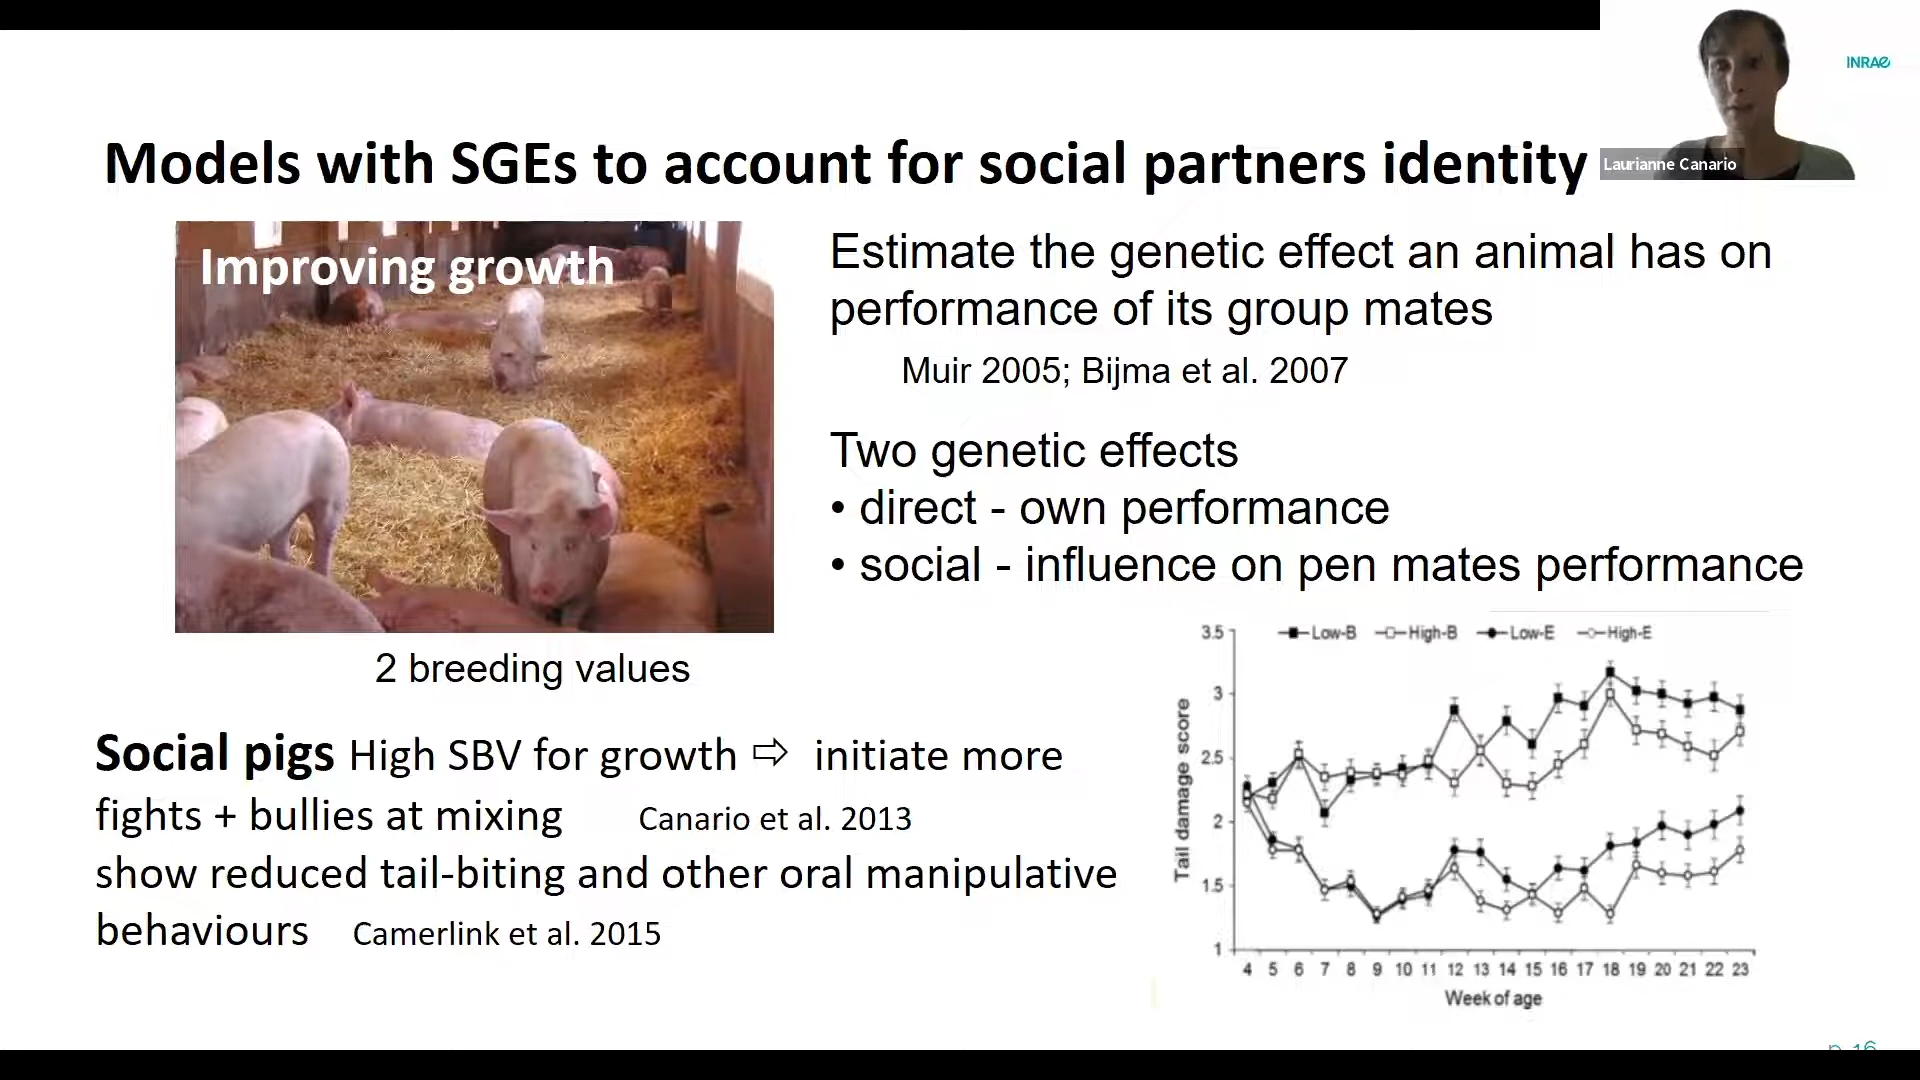 INRAE
Laurianne Canario
Models with SGEs to account for social partners identity
Improving growth
2 breeding values
Estimate the genetic effect an animal has on
performance of its group mates
Muir 2005; Bijma et al. 2007
Two genetic effects
• direct - own performance
• social - influence on pen mates performance
Social pigs High SBV for growth ⇨ initiate more
fights + bullies at mixing Canario et al. 2013
show reduced tail-biting and other oral manipulative
behaviours Camerlink et al. 2015
Low-B High-B Low-E High-E
Tail damage score
3.5
3
2.5
2
1.5
1
4 5 6 7 8 9 10 11 12 13 14 15 16 17 18 19 20 21 22 23
Week of age
p. 16